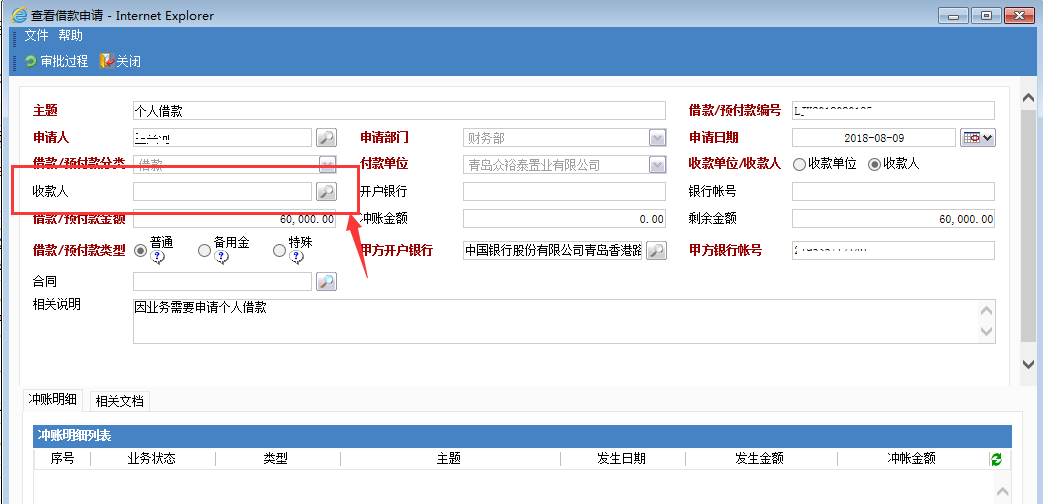 查看借款申请 - Internet Explorer
文件 帮助
审批过程 关闭
主题 个人借款 借款/预付款编号
申请人 申请部门 财务部 申请日期 2018-08-09
借款/预付款分类 借款 付款单位 青岛众裕泰置业有限公司 收款单位/收款人 收款单位 收款人
收款人 开户银行 银行帐号
借款/预付款金额 60,000.00 冲账金额 0.00 剩余金额 60,000.00
借款/预付款类型 普通 备用金 特殊 甲方开户银行 中国银行股份有限公司青岛香港路 甲方银行帐号
合同
相关说明 因业务需要申请个人借款
冲账明细 相关文档
冲账明细列表
序号 业务状态 类型 主题 发生日期 发生金额 冲帐金额